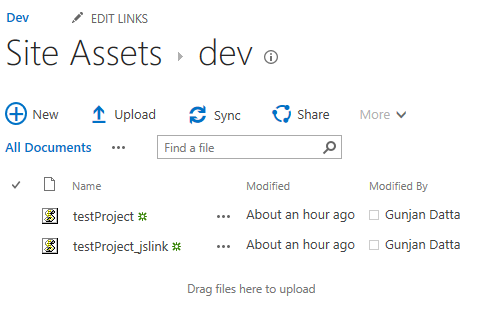 Dev EDIT LINKS
Site Assets dev
New Upload Sync Share More
All Documents ••• Find a file
Name Modified Modified By
testProject ••• About an hour ago Gunjan Datta
testProject_jslink ••• About an hour ago Gunjan Datta
Drag files here to upload